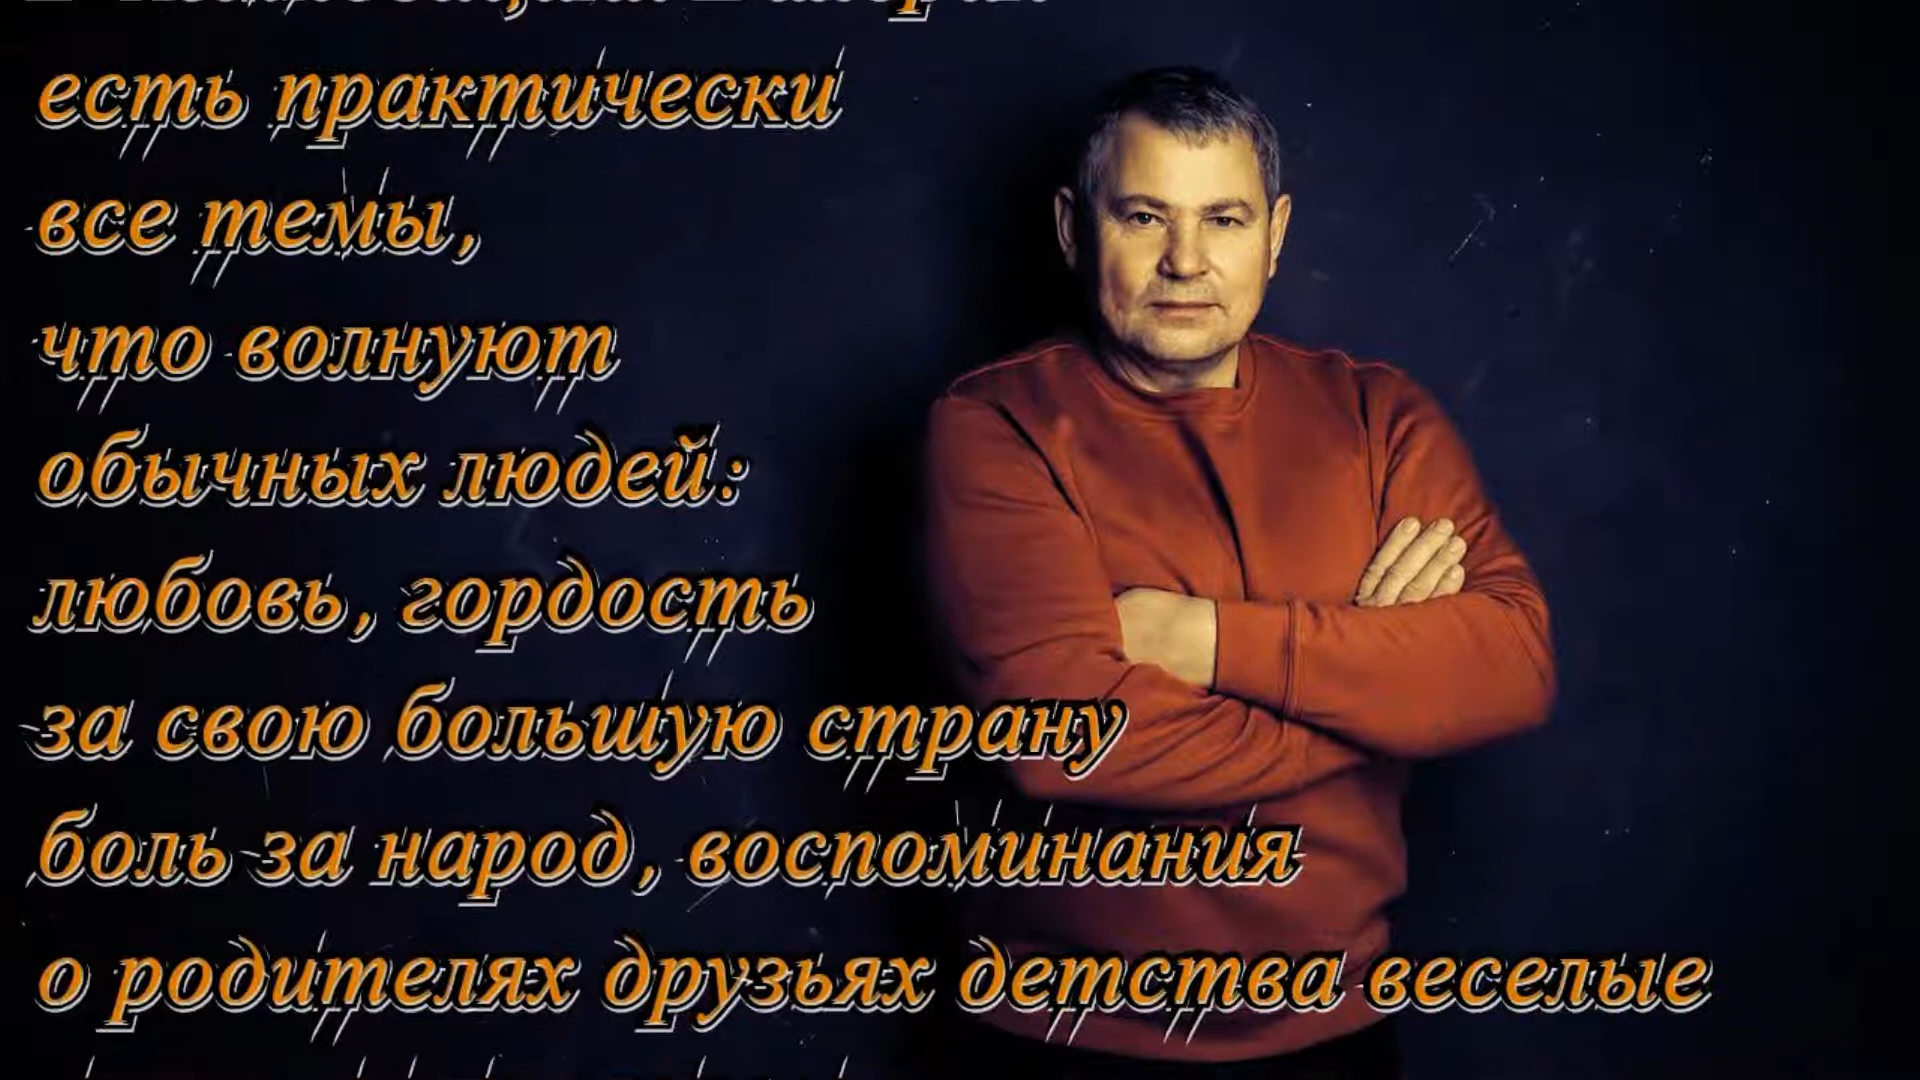 есть практически
все темы,
что волнуют
обычных людей:
любовь, гордость
за свою большую страну
боль за народ, воспоминания
о родителях друзьях детства веселые